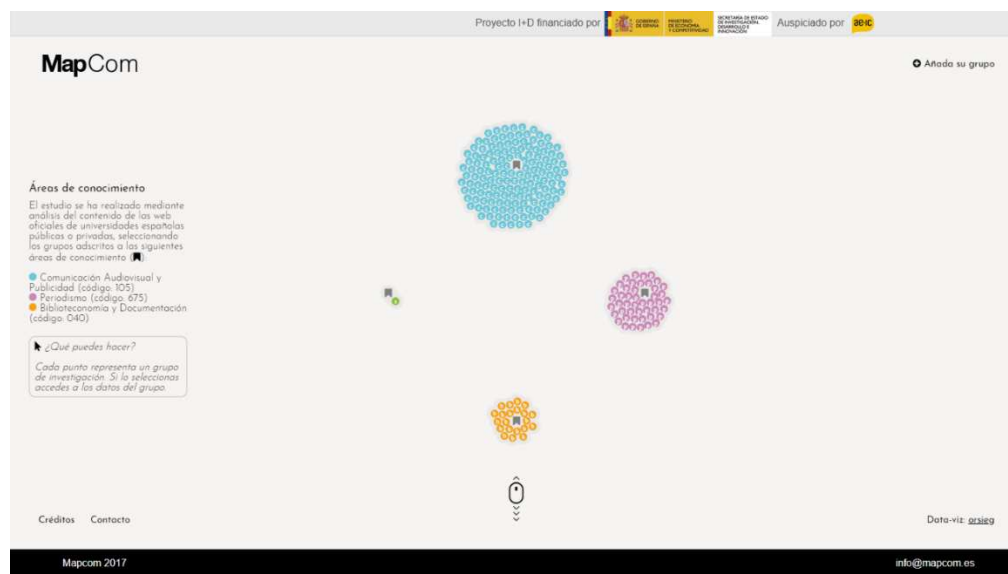 Proyecto I+D financiado por
GOBIERNO
DE ESPAÑA
MINISTERIO
DE ECONOMÍA
Y COMPETITIVIDAD
SECRETARÍA DE ESTADO
DE INVESTIGACIÓN,
DESARROLLO E
INNOVACIÓN
Auspiciado por
ae-ic
MapCom
Añada su grupo
Áreas de conocimiento
El estudio se ha realizado mediante
análisis del contenido de las web
oficiales de universidades españolas
públicas o privadas, seleccionando
los grupos adscritos a las siguientes
áreas de conocimiento ( )
Comunicación Audiovisual y
Publicidad (código: 105)
Periodismo (código: 675)
Biblioteconomía y Documentación
(código: 040)
¿Qué puedes hacer?
Cada punto representa un grupo
de investigación. Si lo seleccionas
accedes a los datos del grupo.
Créditos Contacto
Data-viz: orsieg
Mapcom 2017
info@mapcom.es